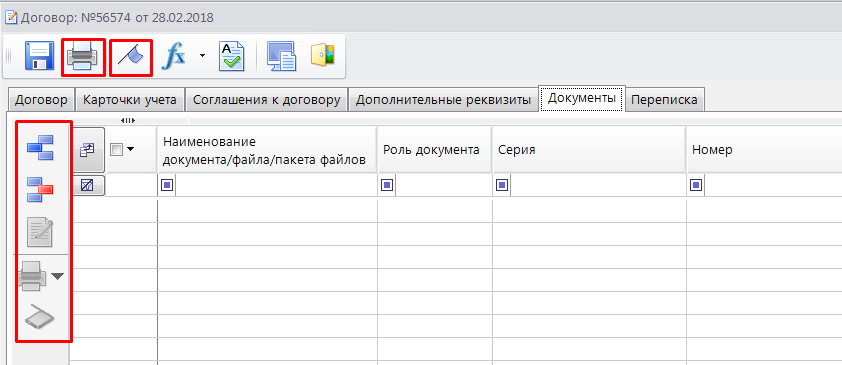 Договор: №56574 от 28.02.2018
fx
A
Договор Карточки учета Соглашения к договору Дополнительные реквизиты Документы Переписка
Наименование документа/файла/пакета файлов Роль документа Серия Номер